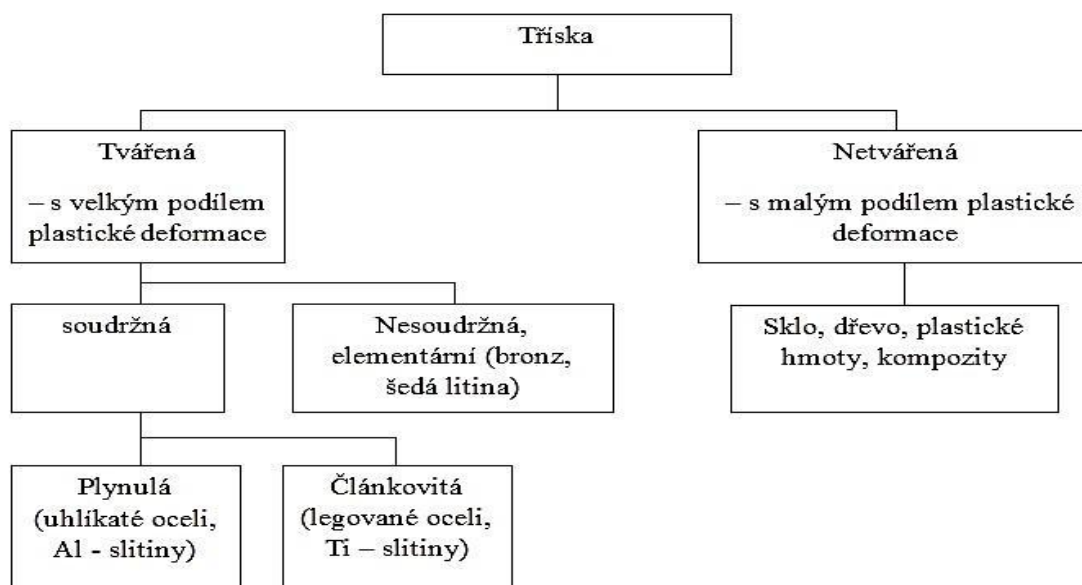 Tříska
Tvářená
– s velkým podílem
plastické deformace
Netvářená
– s malým podílem plastické
deformace
soudržná
Nesoudržná,
elementární (bronz,
šedá litina)
Sklo, dřevo, plastické
hmoty, kompozity
Plynulá
(uhlíkaté oceli,
Al - slitiny)
Článkovitá
(legované oceli,
Ti – slitiny)